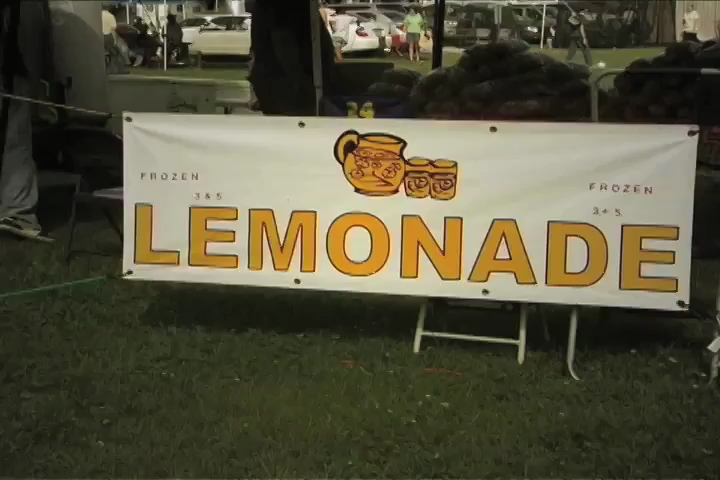 FROZEN
3 & 5
FROZEN
3 + 5
LEMONADE